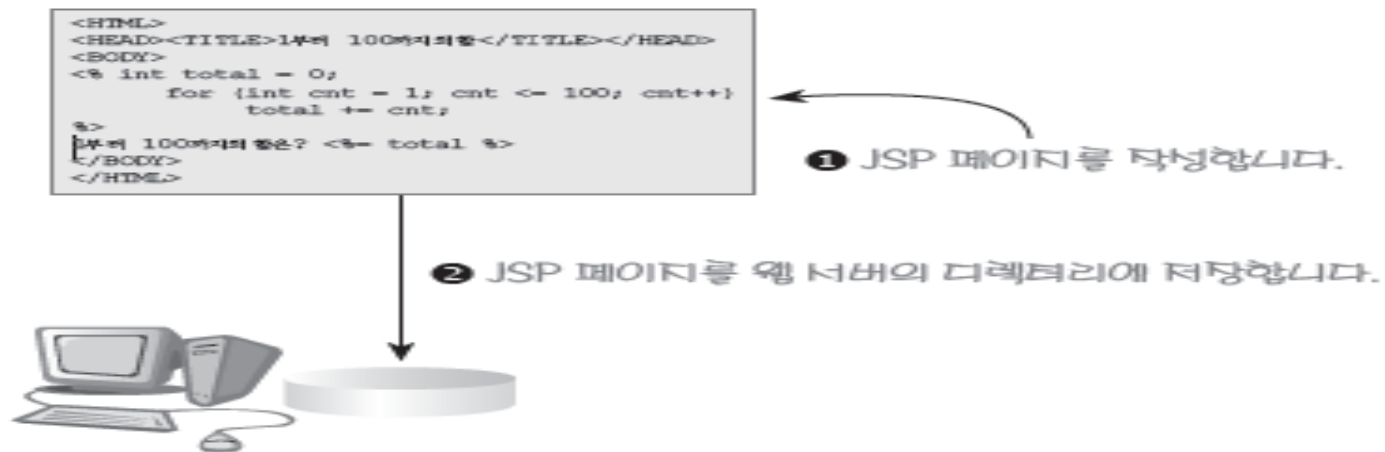 <HTML>
<HEAD><TITLE>1부터 100까지의 합</TITLE></HEAD>
<BODY>
<% int total = 0;
for (int cnt = 1; cnt <= 100; cnt++)
total += cnt;
%>
1부터 100까지의 합은? <%= total %>
</BODY>
</HTML>
❶ JSP 페이지를 작성합니다.
❷ JSP 페이지를 웹 서버의 디렉터리에 저장합니다.